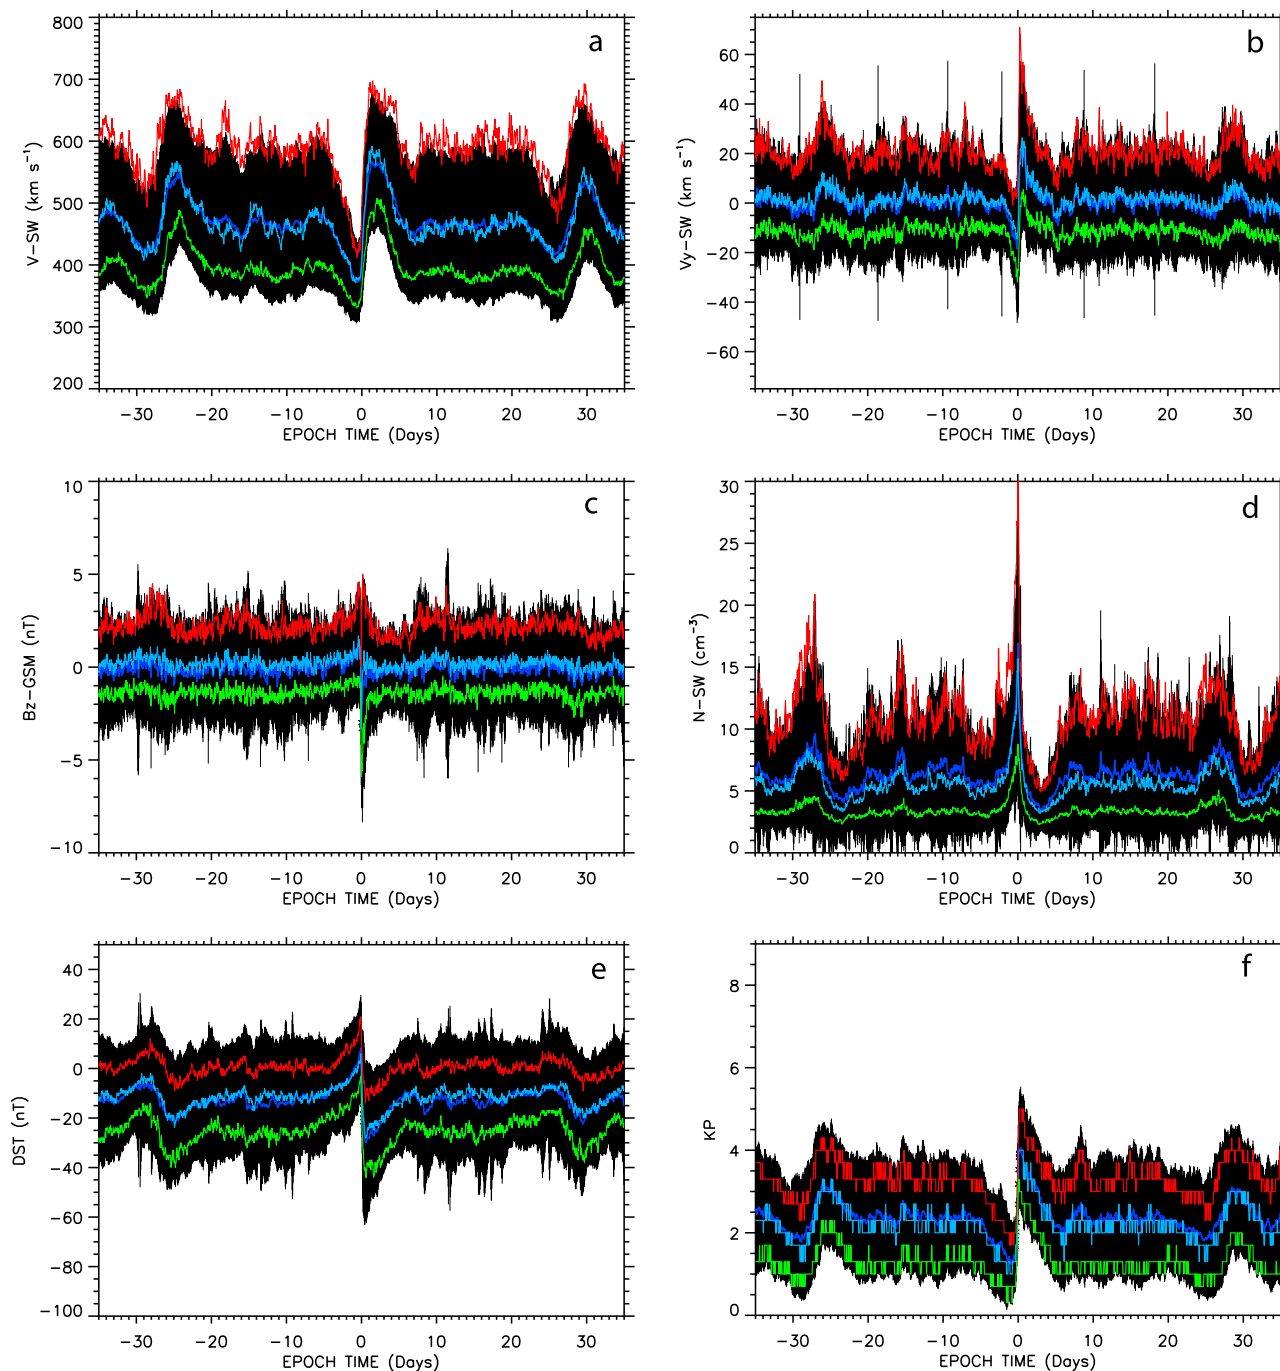 a
V-SW (km s⁻¹)
800
700
600
500
400
300
200
-30 -20 -10 0 10 20 30
EPOCH TIME (Days)
b
Vy-SW (km s⁻¹)
60
40
20
0
-20
-40
-60
-30 -20 -10 0 10 20 30
EPOCH TIME (Days)
c
Bz-GSM (nT)
10
5
0
-5
-10
-30 -20 -10 0 10 20 30
EPOCH TIME (Days)
d
N-SW (cm⁻³)
30
25
20
15
10
5
0
-30 -20 -10 0 10 20 30
EPOCH TIME (Days)
e
DST (nT)
40
20
0
-20
-40
-60
-80
-100
-30 -20 -10 0 10 20 30
EPOCH TIME (Days)
f
KP
8
6
4
2
0
-30 -20 -10 0 10 20 30
EPOCH TIME (Days)